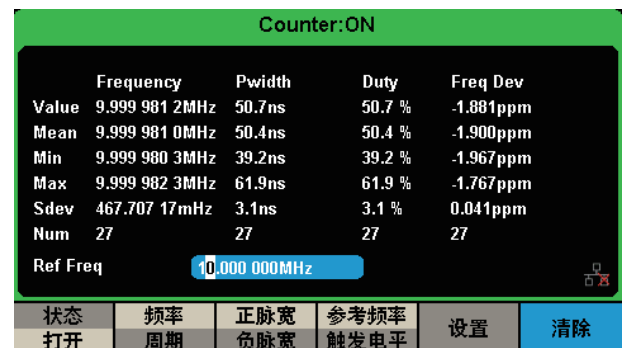 Counter:ON
Frequency Pwidth Duty Freq Dev
Value 9.999 981 2MHz 50.7ns 50.7 % -1.881ppm
Mean 9.999 981 0MHz 50.4ns 50.4 % -1.900ppm
Min 9.999 980 3MHz 39.2ns 39.2 % -1.967ppm
Max 9.999 982 3MHz 61.9ns 61.9 % -1.767ppm
Sdev 467.707 17mHz 3.1ns 3.1 % 0.041ppm
Num 27 27 27 27
Ref Freq 10.000 000MHz
状态 频率 正脉宽 参考频率 设置 清除
打开 周期 负脉宽 触发电平